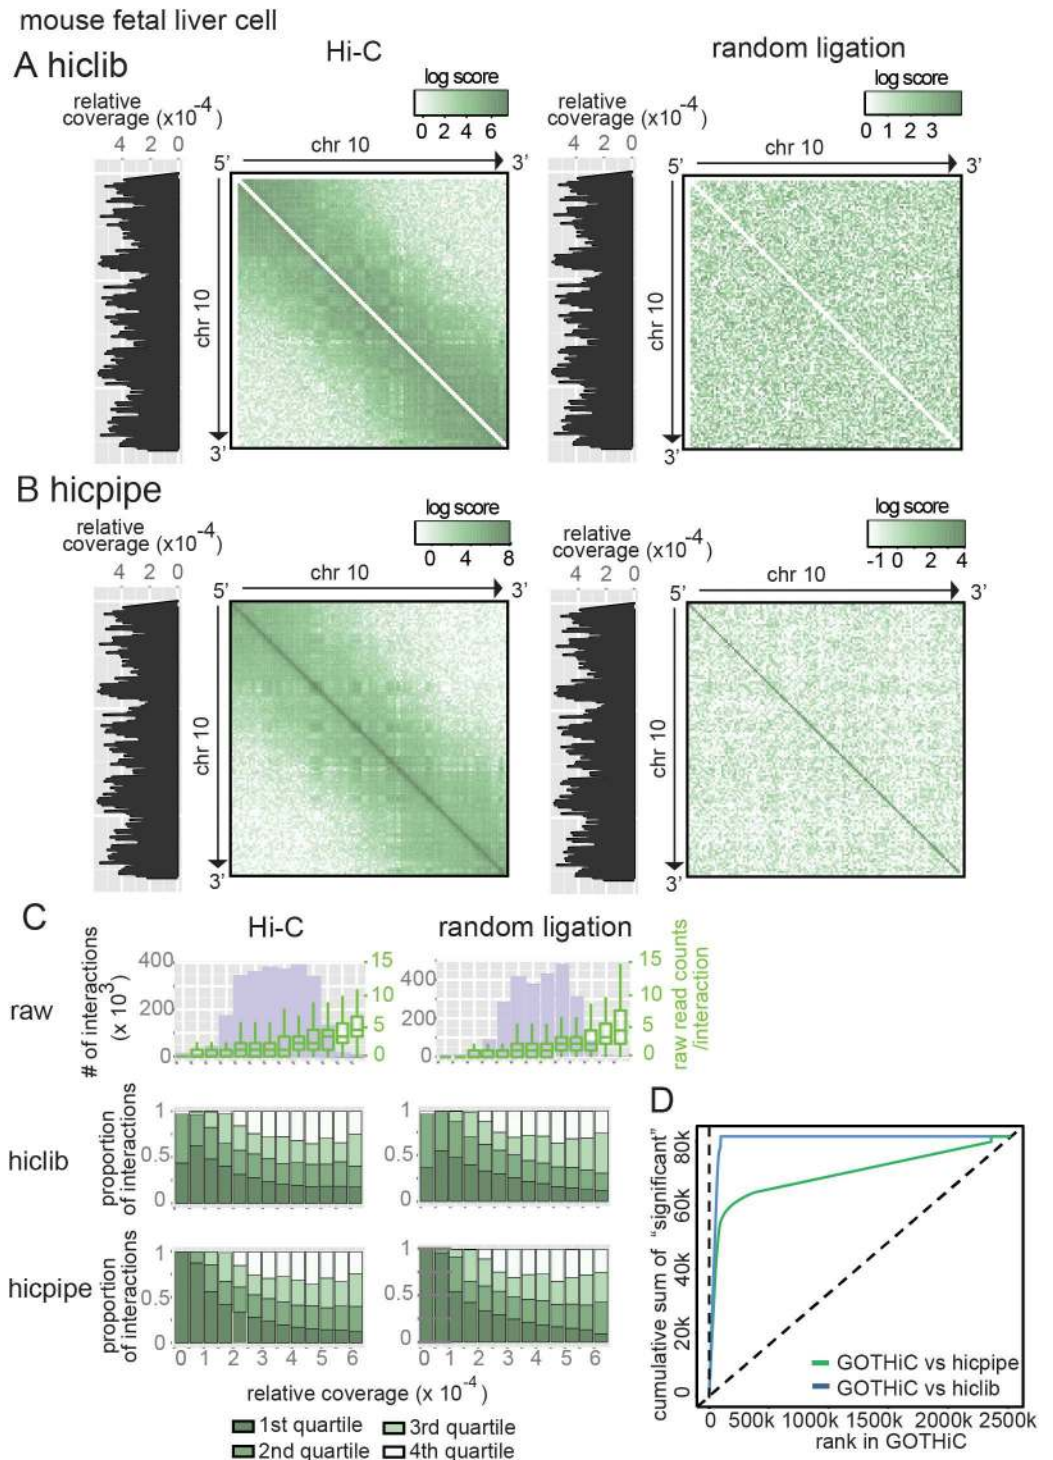 mouse fetal liver cell
A hiclib
Hi-C
random ligation
log score
0 2 4 6
relative
coverage (x10-4)
4 2 0
5' chr 10 3'
chr 10
3'
log score
0 1 2 3
relative
coverage (x10-4)
4 2 0
5' chr 10 3'
chr 10
3'
B hicpipe
log score
0 4 8
relative
coverage (x10-4)
4 2 0
5' chr 10 3'
chr 10
3'
log score
-1 0 2 4
relative
coverage (x10-4)
4 2 0
5' chr 10 3'
chr 10
3'
C
Hi-C
random ligation
raw
# of interactions
(x 103)
400
200
0
15
10
5
0
400
200
0
15
10
5
0
raw read counts
/interaction
hiclib
proportion
of interactions
1
0.5
0
1
0.5
0
hicpipe
proportion
of interactions
1
0.5
0
1
0.5
0
0 1 2 3 4 5 6
0 1 2 3 4 5 6
relative coverage (x 10-4)
1st quartile
3rd quartile
2nd quartile
4th quartile
D
cumulative sum of "significant"
80k
60k
40k
20k
0
GOTHiC vs hicpipe
GOTHiC vs hiclib
0 500k 1000k 1500k 2000k 2500k
rank in GOTHiC